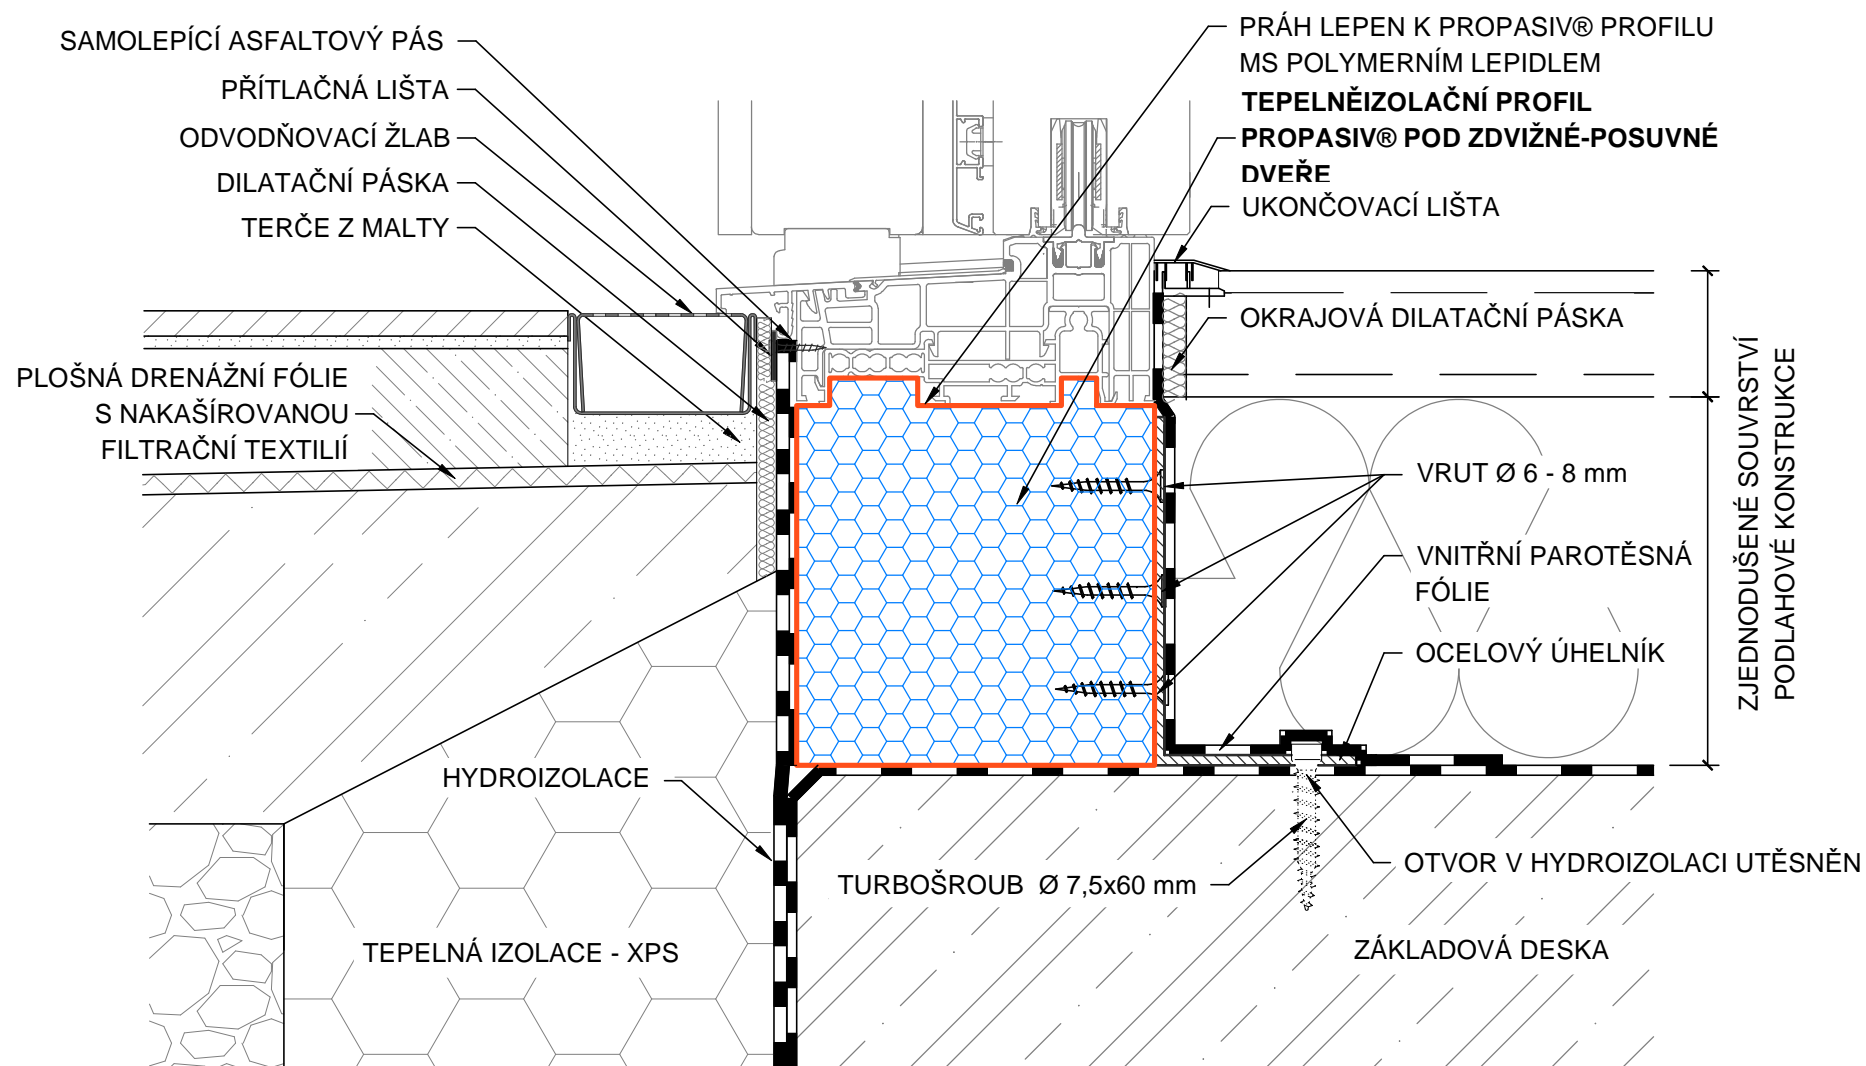 SAMOLEPÍCÍ ASFALTOVÝ PÁS
PŘÍTLAČNÁ LIŠTA
ODVODŇOVACÍ ŽLAB
DILATAČNÍ PÁSKA
TERČE Z MALTY
PLOŠNÁ DRENÁŽNÍ FÓLIE
S NAKAŠÍROVANOU
FILTRAČNÍ TEXTILIÍ
PRÁH LEPEN K PROPASIV® PROFILU
MS POLYMERNÍM LEPIDLEM
TEPELNĚIZOLAČNÍ PROFIL
PROPASIV® POD ZDVIŽNÉ-POSUVNÉ
DVEŘE
UKONČOVACÍ LIŠTA
OKRAJOVÁ DILATAČNÍ PÁSKA
VRUT Ø 6 - 8 mm
VNITŘNÍ PAROTĚSNÁ
FÓLIE
OCELOVÝ ÚHELNÍK
ZJEDNODUŠENÉ SOUVRSTVÍ
PODLAHOVÉ KONSTRUKCE
HYDROIZOLACE
TURBOŠROUB Ø 7,5x60 mm
OTVOR V HYDROIZOLACI UTĚSNĚN
TEPELNÁ IZOLACE - XPS
ZÁKLADOVÁ DESKA